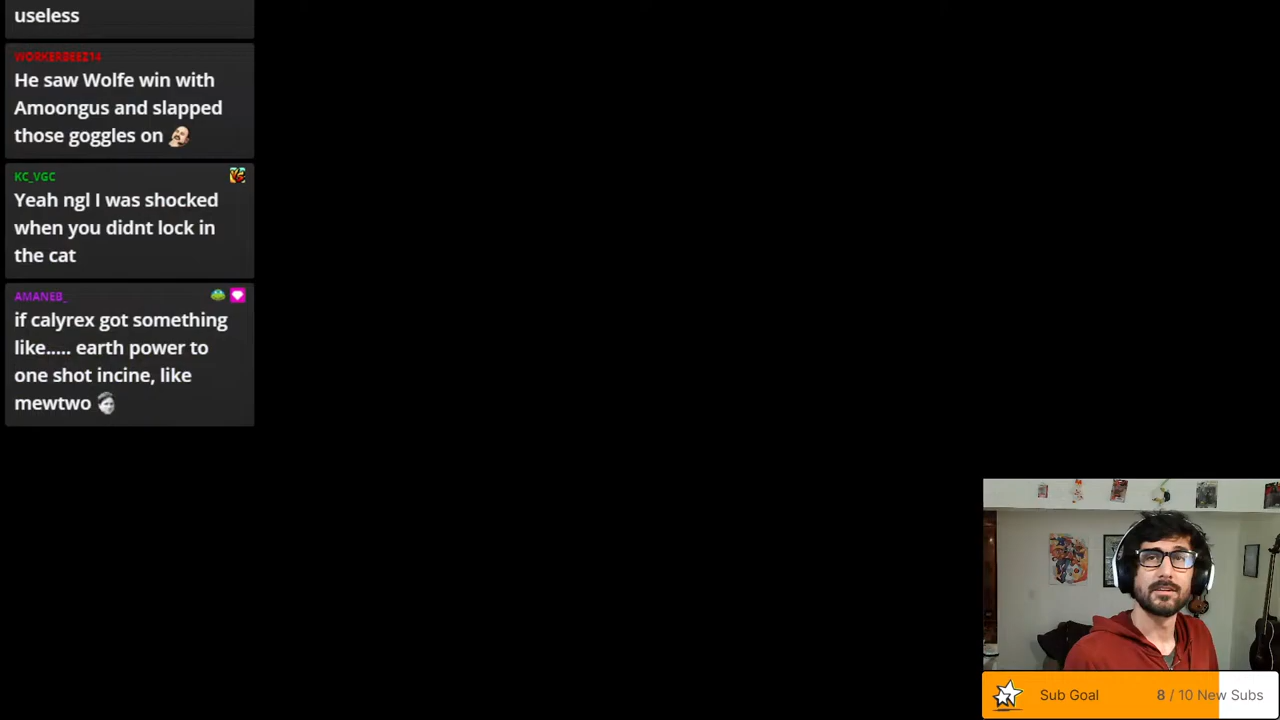 useless
WORKERBEEZ14
He saw Wolfe win with
Amoongus and slapped
those goggles on
KC_VGC
Yeah ngl I was shocked
when you didnt lock in
the cat
AMANEB_
if calyrex got something
like..... earth power to
one shot incine, like
mewtwo
Sub Goal 8 / 10 New Subs